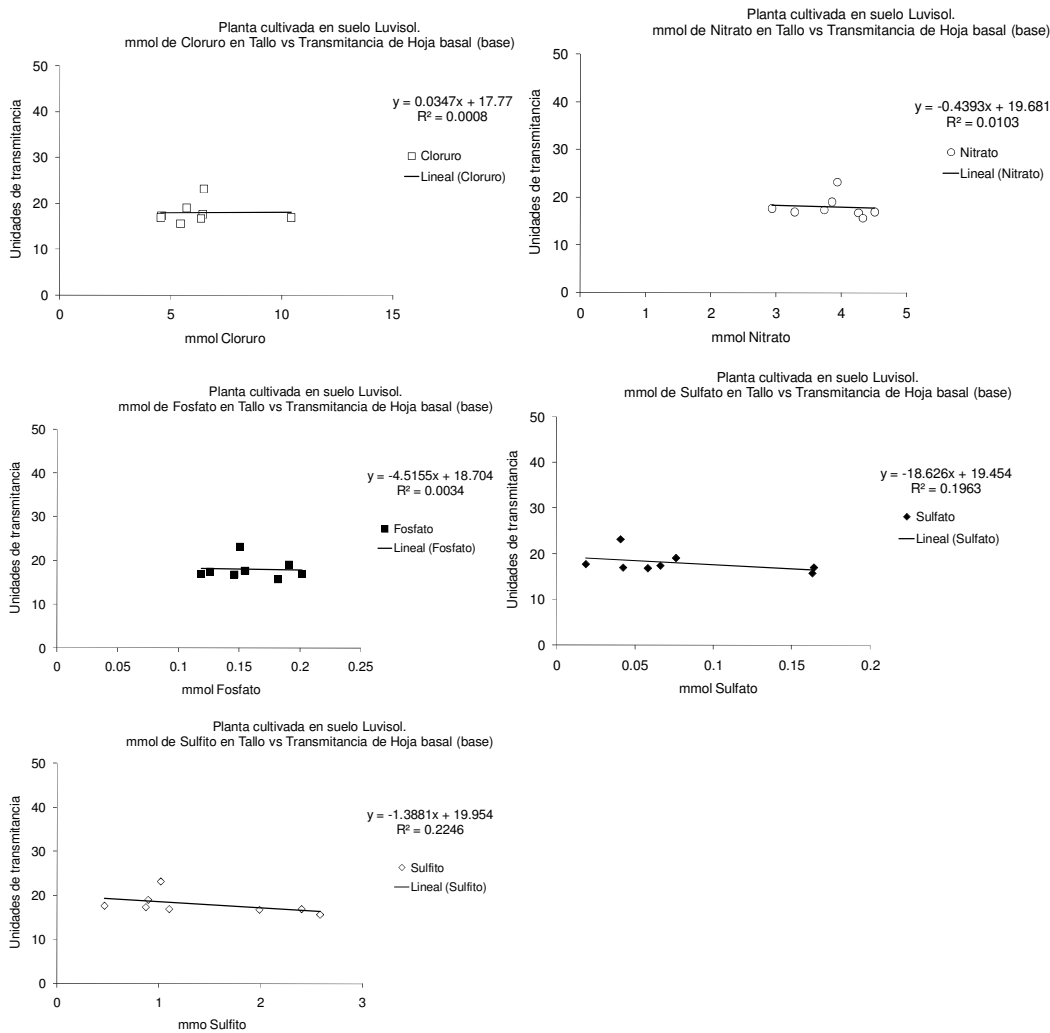 Planta cultivada en suelo Luvisol.
mmol de Cloruro en Tallo vs Transmitancia de Hoja basal (base)
50
40
30
20
10
0
Unidades de transmitancia
y = 0.0347x + 17.77
R² = 0.0008
Cloruro
Lineal (Cloruro)
0 5 10 15
mmol Cloruro
Planta cultivada en suelo Luvisol.
mmol de Nitrato en Tallo vs Transmitancia de Hoja basal (base)
50
40
30
20
10
0
Unidades de transmitancia
y = -0.4393x + 19.681
R² = 0.0103
Nitrato
Lineal (Nitrato)
0 1 2 3 4 5
mmol Nitrato
Planta cultivada en suelo Luvisol.
mmol de Fosfato en Tallo vs Transmitancia de Hoja basal (base)
50
40
30
20
10
0
Unidades de transmitancia
y = -4.5155x + 18.704
R² = 0.0034
Fosfato
Lineal (Fosfato)
0 0.05 0.1 0.15 0.2 0.25
mmol Fosfato
Planta cultivada en suelo Luvisol.
mmol de Sulfato en Tallo vs Transmitancia de Hoja basal (base)
50
40
30
20
10
0
Unidades de transmitancia
y = -18.626x + 19.454
R² = 0.1963
Sulfato
Lineal (Sulfato)
0 0.05 0.1 0.15 0.2
mmol Sulfato
Planta cultivada en suelo Luvisol.
mmol de Sulfito en Tallo vs Transmitancia de Hoja basal (base)
50
40
30
20
10
0
Unidades de transmitancia
y = -1.3881x + 19.954
R² = 0.2246
Sulfito
Lineal (Sulfito)
0 1 2 3
mmo Sulfito